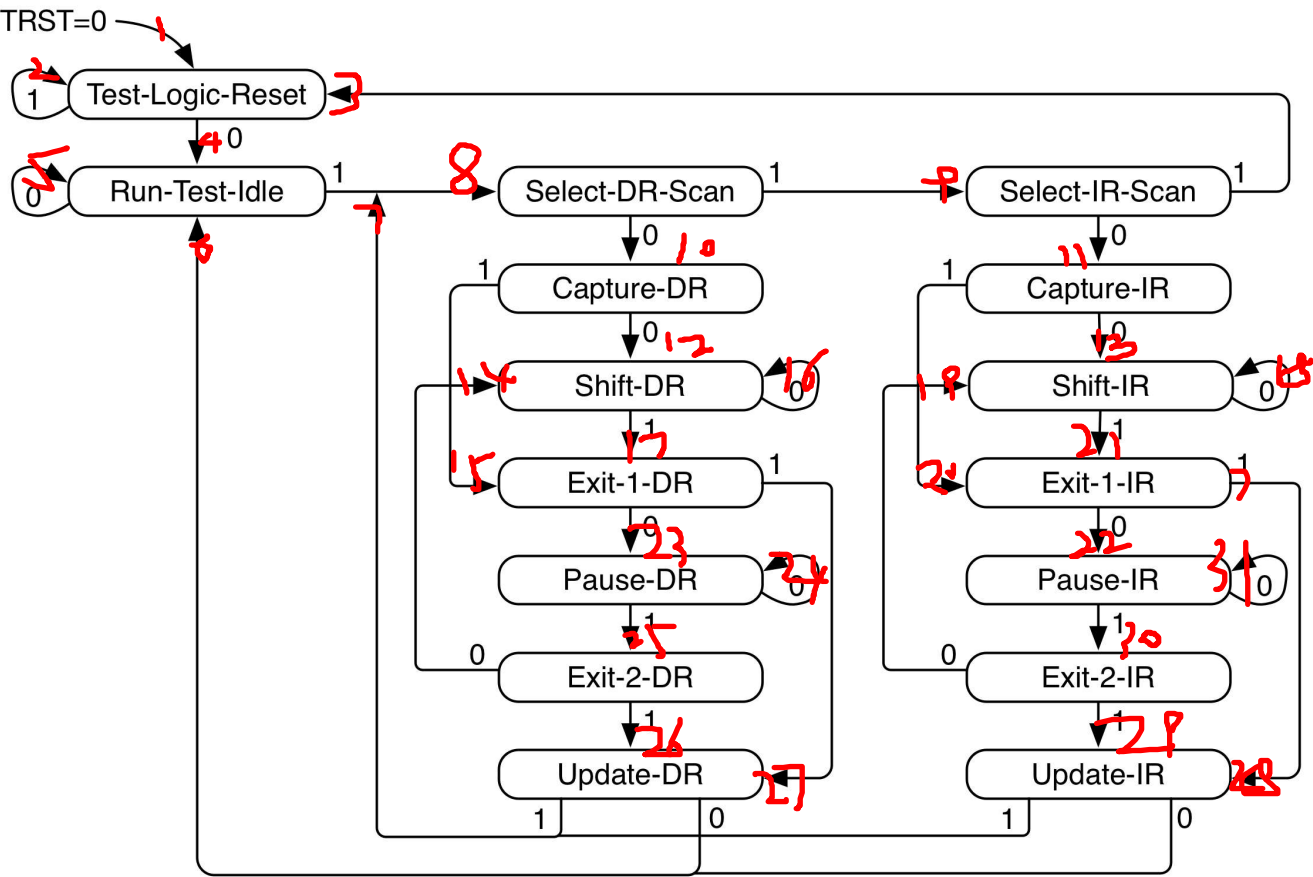 TRST=0 1
2 1 Test-Logic-Reset 3
4 0
5 0 Run-Test-Idle 1 7 8 Select-DR-Scan 1 9 Select-IR-Scan 1
6 0 10 0 11
1 Capture-DR 1 Capture-IR
0 12 0 13
14 Shift-DR 16 0 19 Shift-IR 0
1 17 1 21
15 Exit-1-DR 1 Exit-1-IR 1
0 23 0 22
Pause-DR 0 Pause-IR 31 0
1 25 1 30
0 Exit-2-DR 0 Exit-2-IR
1 26 1 29
Update-DR 27 Update-IR 28
1 0 1 0